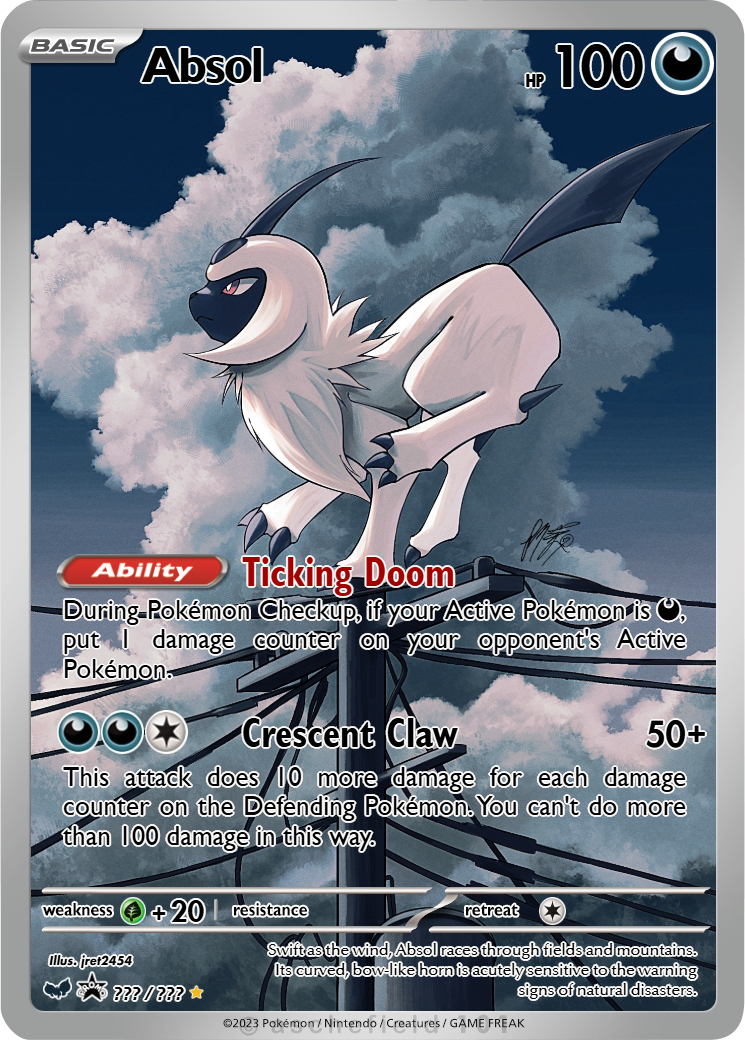 BASIC Absol HP 100
Ability Ticking Doom
During Pokémon Checkup, if your Active Pokémon is ,
put 1 damage counter on your opponent's Active
Pokémon.
Crescent Claw 50+
This attack does 10 more damage for each damage
counter on the Defending Pokémon. You can't do more
than 100 damage in this way.
weakness +20 resistance retreat
Illus. jret2454
Swift as the wind, Absol races through fields and mountains.
Its curved, bow-like horn is acutely sensitive to the warning
signs of natural disasters.
??? / ???
©2023 Pokémon / Nintendo / Creatures / GAME FREAK